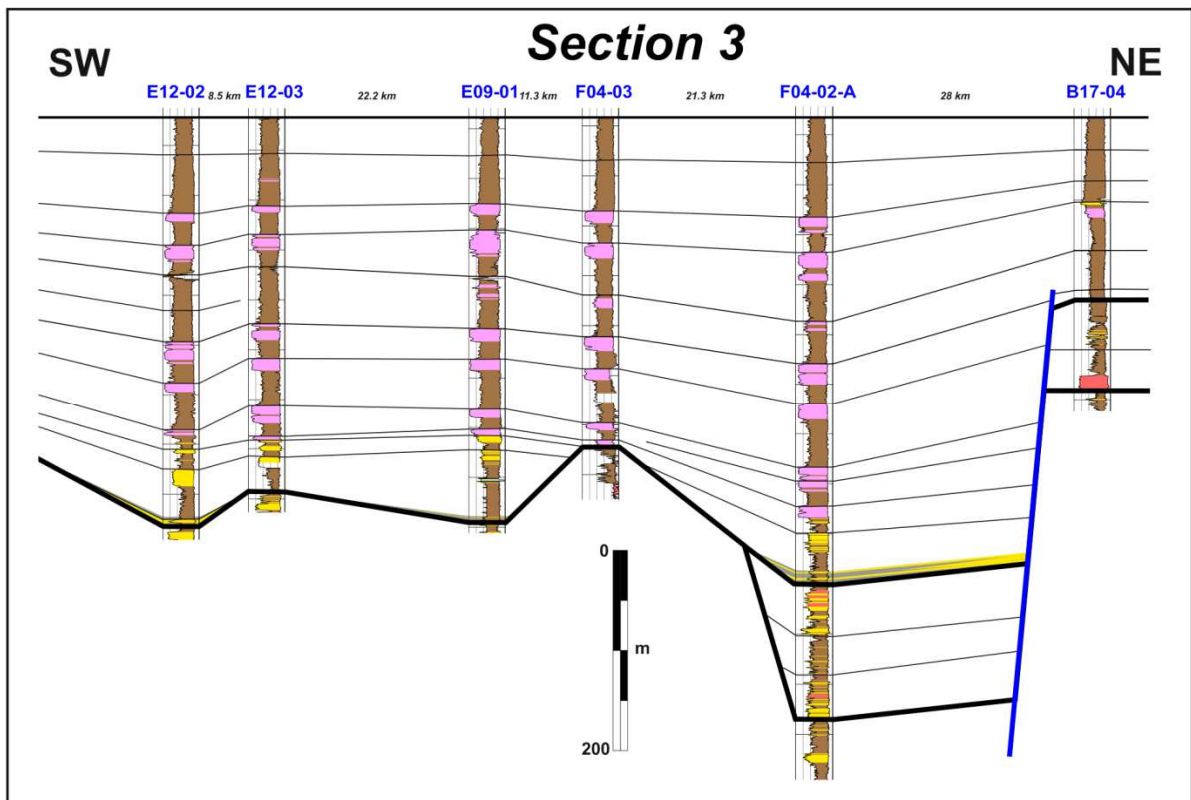 Section 3
SW
NE
E12-02 8.5 km E12-03 22.2 km E09-01 11.3 km F04-03 21.3 km F04-02-A 28 km B17-04
0
m
200